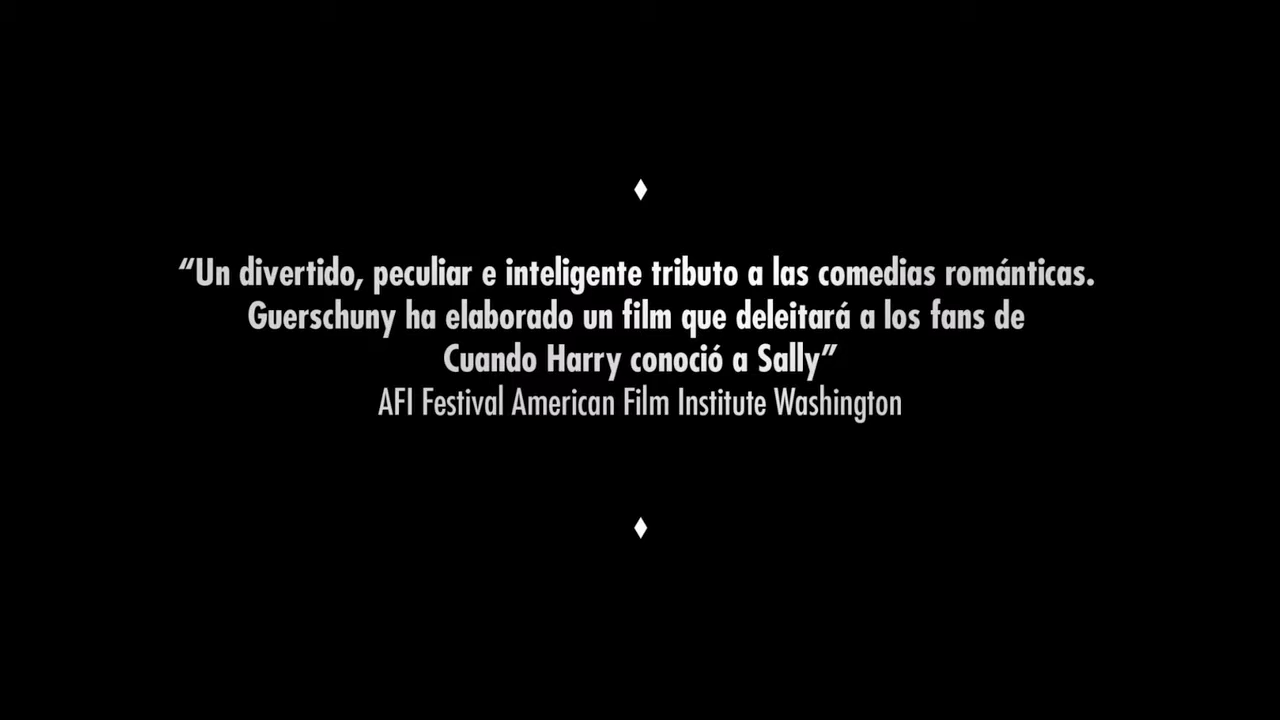 “Un divertido, peculiar e inteligente tributo a las comedias románticas.
Guerschuny ha elaborado un film que deleitará a los fans de
Cuando Harry conoció a Sally”
AFI Festival American Film Institute Washington